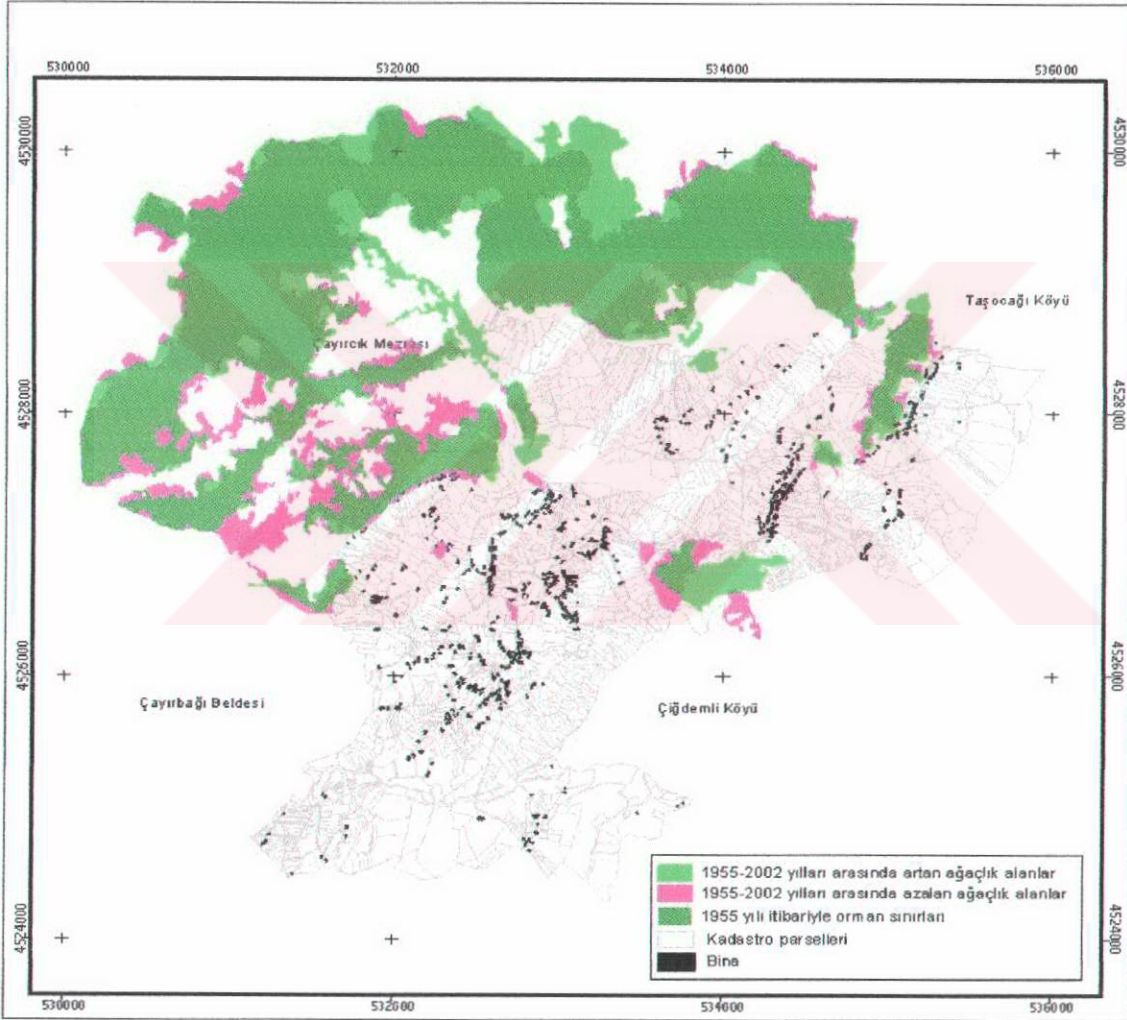 530000 532000 534000 536000
4530000 4530000
Taşocağı Köyü
Çayırcık Mezrası
4528000 4528000
4526000 4526000
Çayırbağı Beldesi Çiğdemli Köyü
1955-2002 yılları arasında artan ağaçlık alanlar
1955-2002 yılları arasında azalan ağaçlık alanlar
1955 yılı itibariyle orman sınırları
Kadastro parselleri
Bina
4524000 4524000
530000 532000 534000 536000